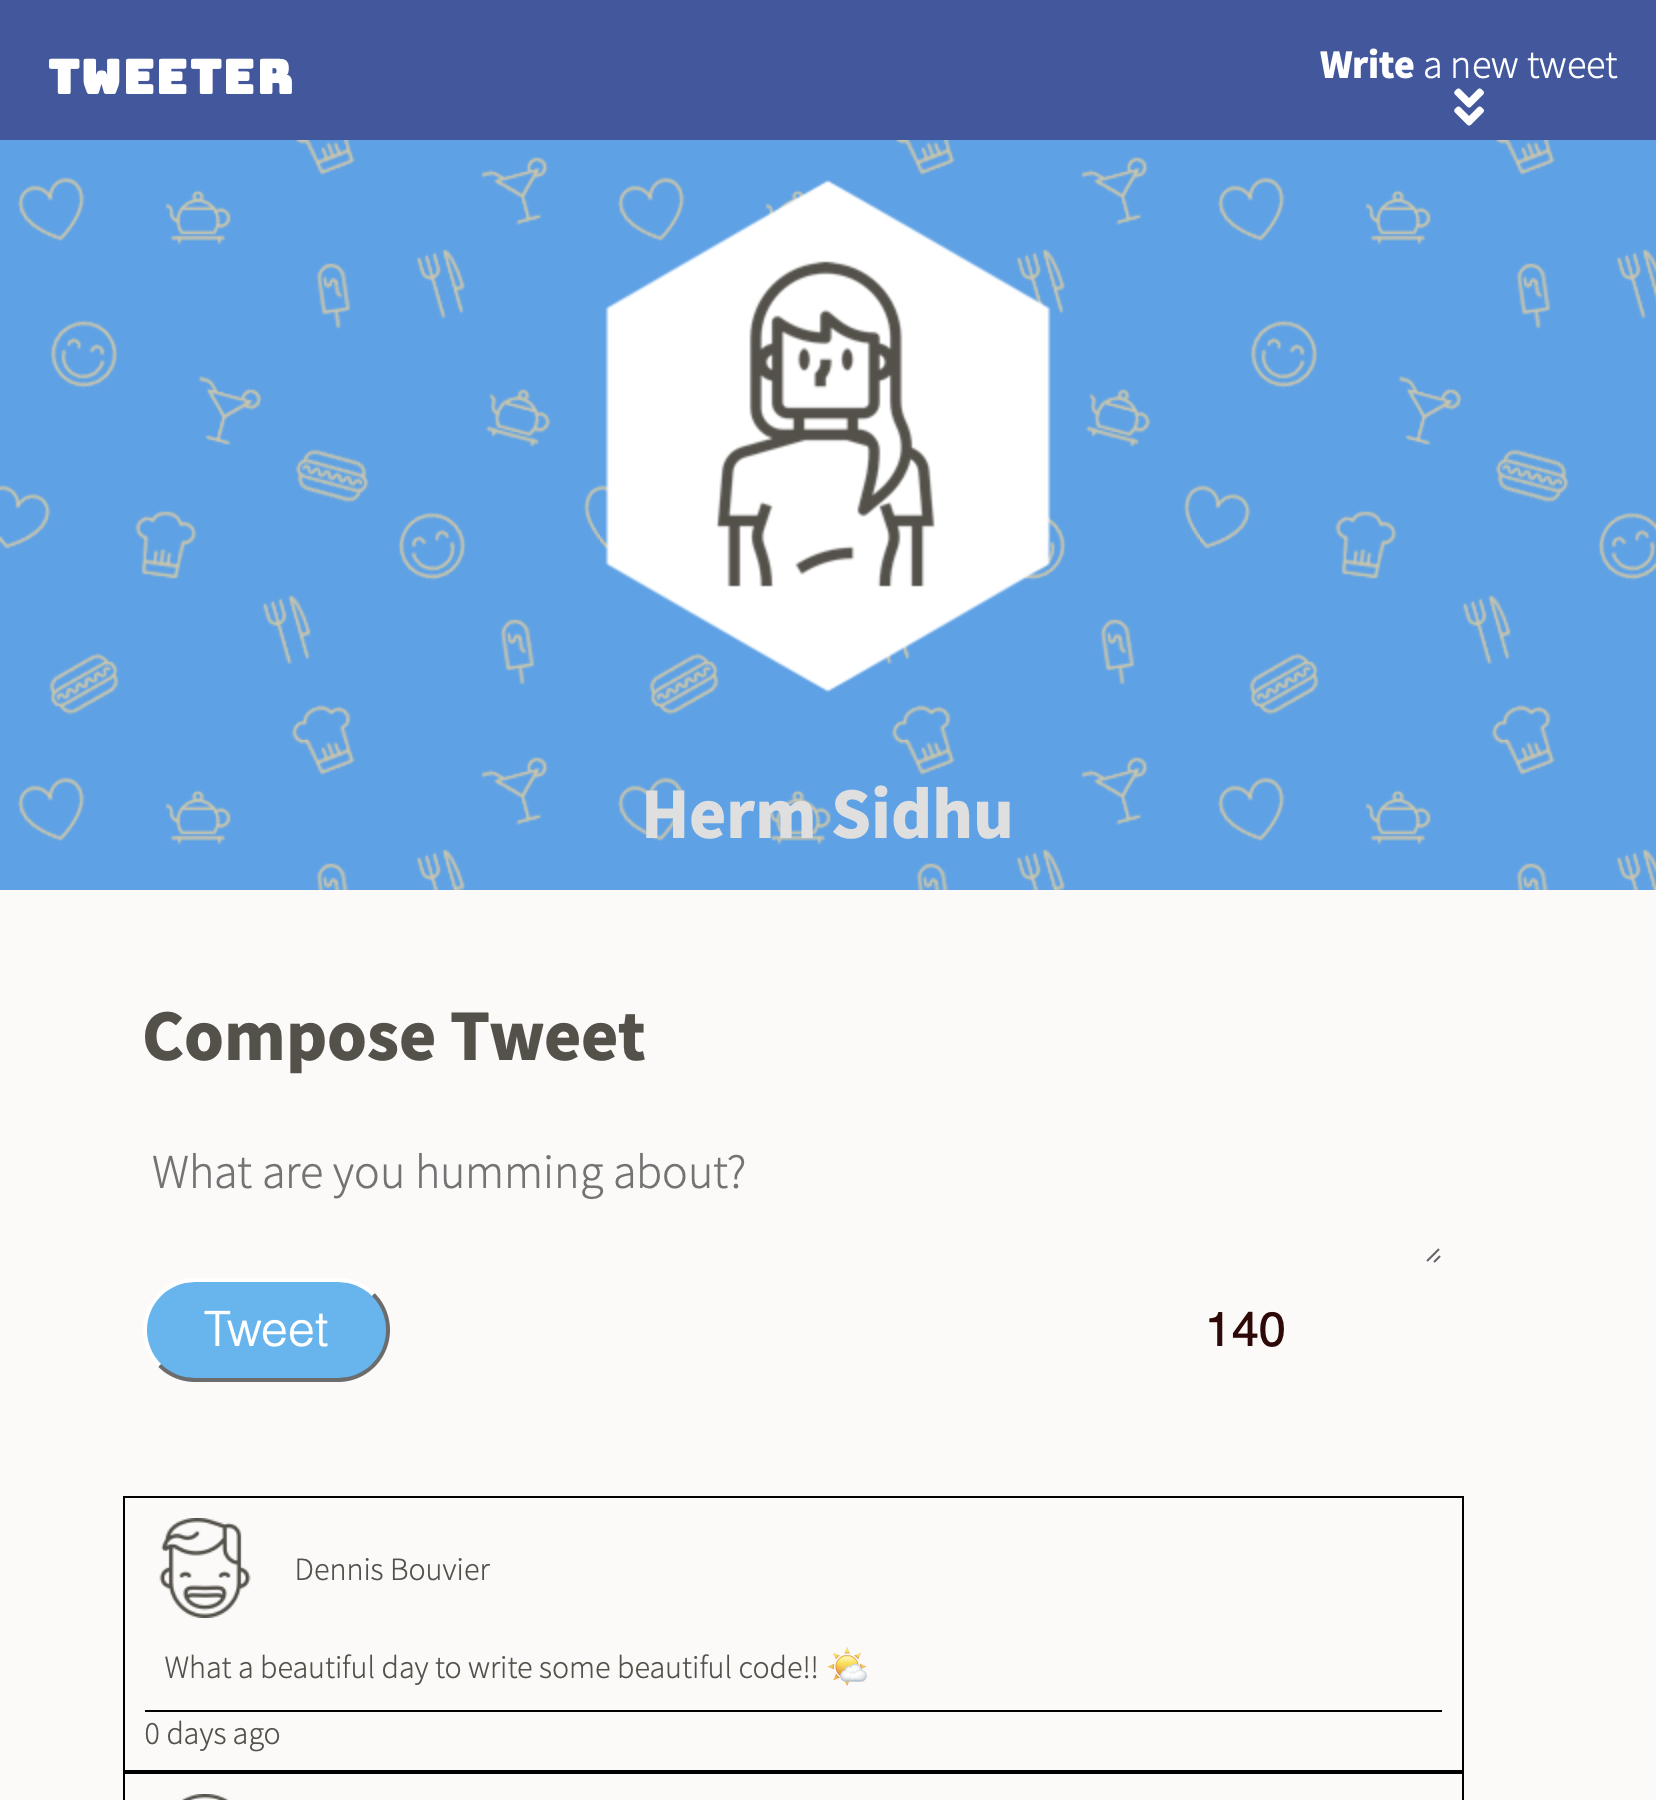 TWEETER
Write a new tweet
Herm Sidhu
Compose Tweet
What are you humming about?
Tweet
140
Dennis Bouvier
What a beautiful day to write some beautiful code!! 🌤️
0 days ago